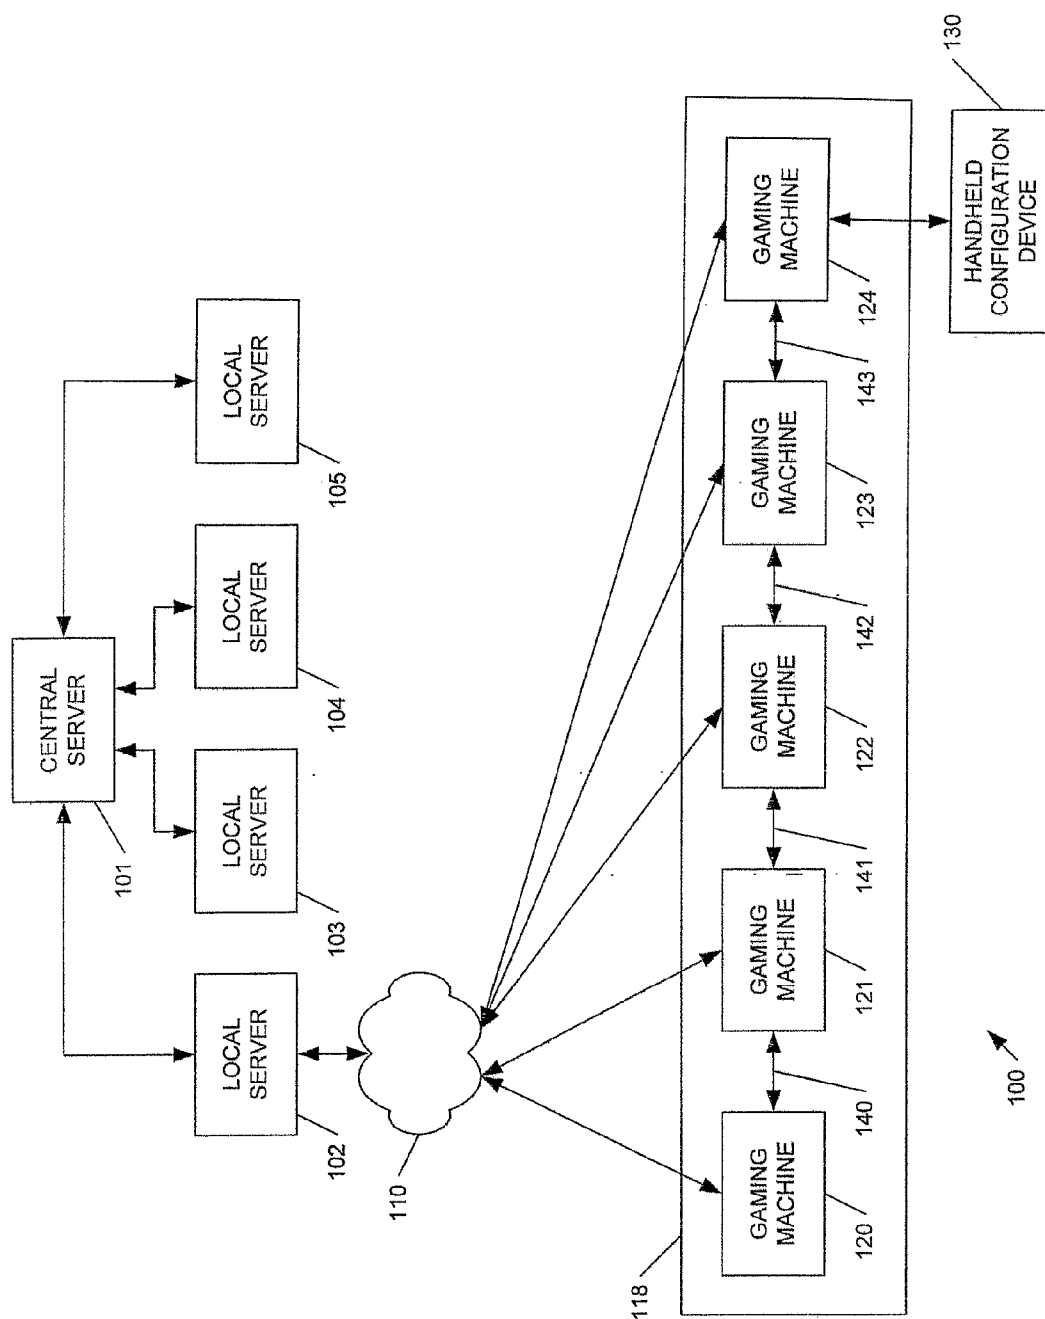 CENTRAL
SERVER
101
LOCAL
SERVER
102
LOCAL
SERVER
103
LOCAL
SERVER
104
LOCAL
SERVER
105
110
118
GAMING
MACHINE
120
140
GAMING
MACHINE
121
141
GAMING
MACHINE
122
142
GAMING
MACHINE
123
143
GAMING
MACHINE
124
HANDHELD
CONFIGURATION
DEVICE
130
100